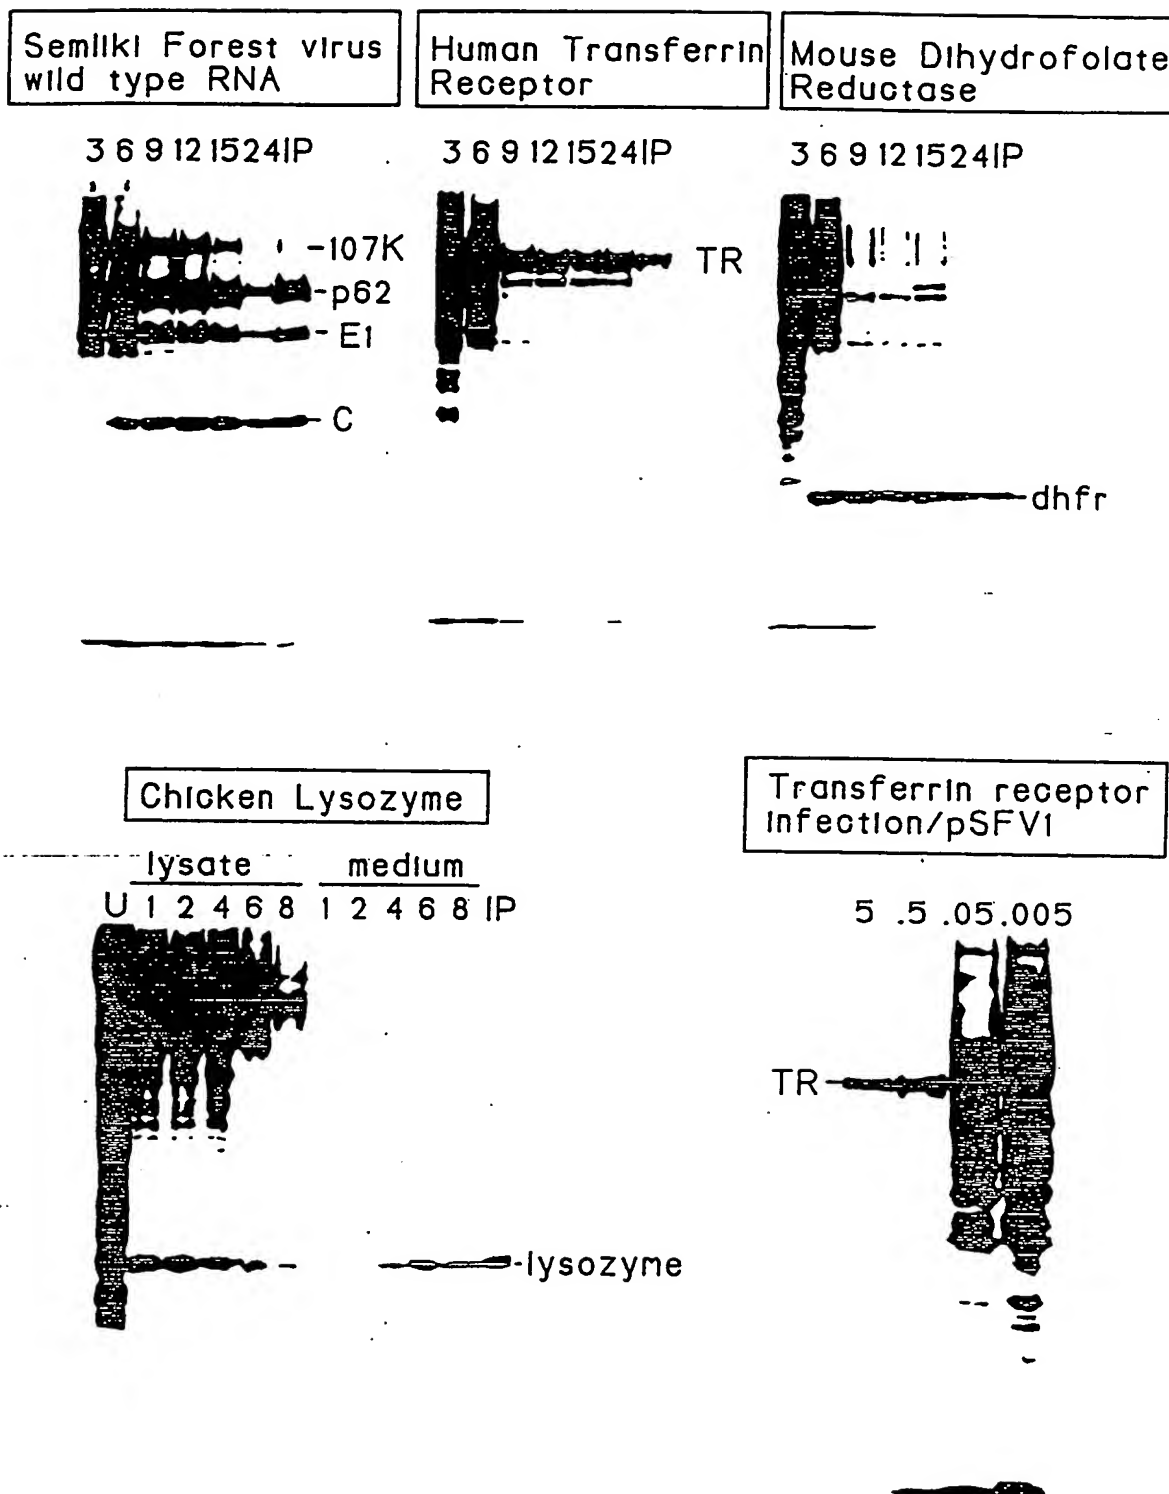 Semliki Forest virus
wild type RNA
Human Transferrin
Receptor
Mouse Dihydrofolate
Reductase
3 6 9 12 15 24 IP
3 6 9 12 15 24 IP
3 6 9 12 15 24 IP
-107K
-p62
-E1
-C
TR
-dhfr
Chicken Lysozyme
lysate medium
U 1 2 4 6 8 1 2 4 6 8 IP
-lysozyme
Transferrin receptor
infection/pSFV1
5 .5 .05 .005
TR-